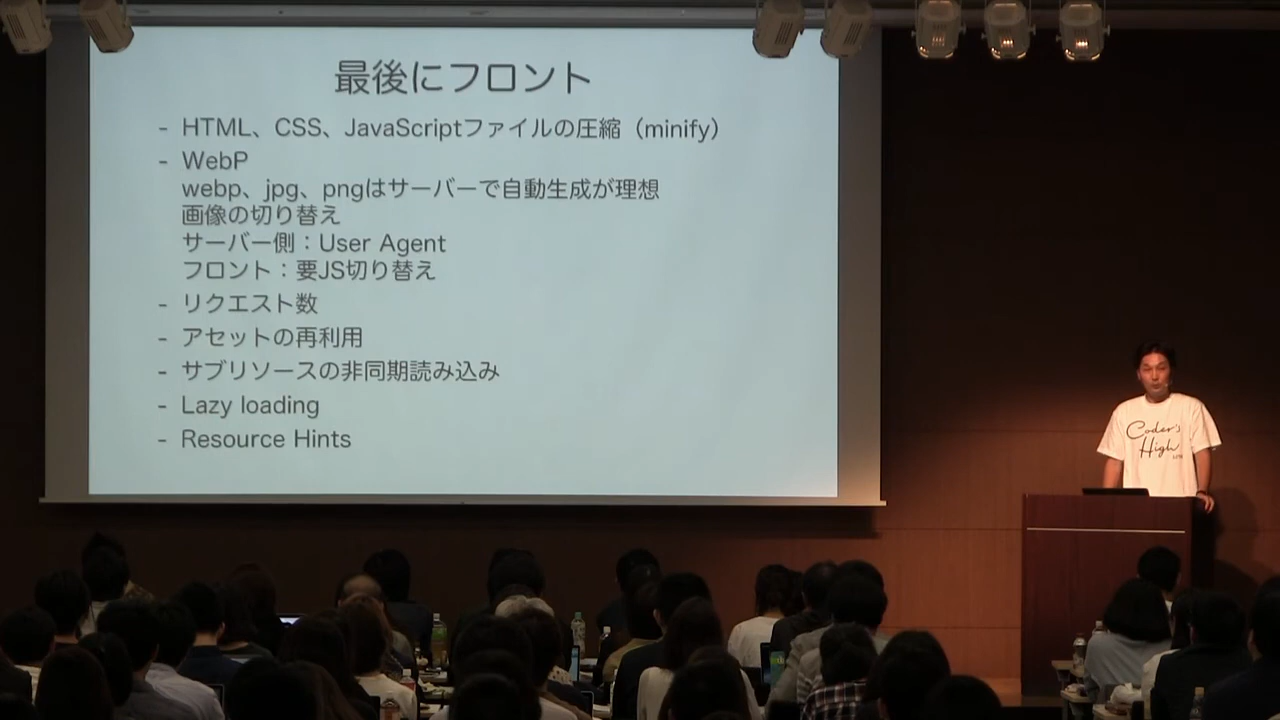 最後にフロント
- HTML、CSS、JavaScriptファイルの圧縮（minify）
- WebP
webp、jpg、pngはサーバーで自動生成が理想
画像の切り替え
サーバー側：User Agent
フロント：要JS切り替え
- リクエスト数
- アセットの再利用
- サブリソースの非同期読み込み
- Lazy loading
- Resource Hints
Coder's
High